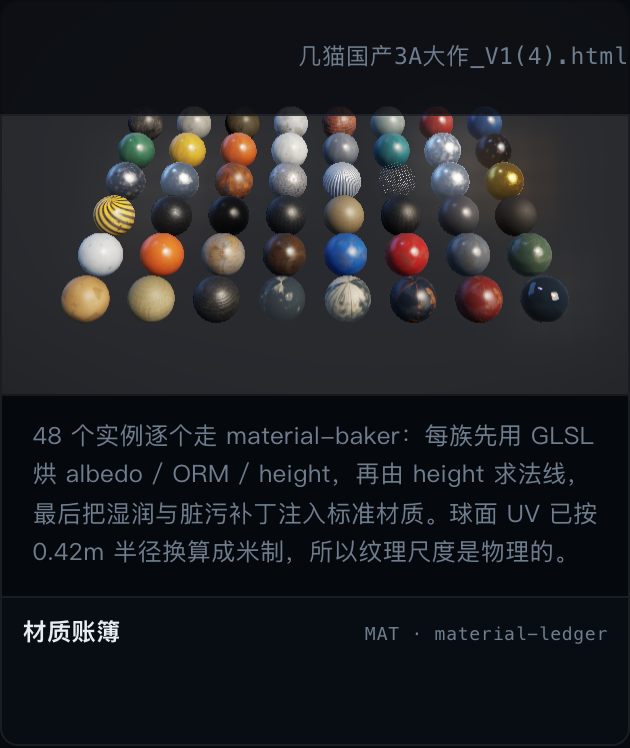 几猫国产3A大作_V1(4).html
48 个实例逐个走 material-baker：每族先用 GLSL
烘 albedo / ORM / height，再由 height 求法线，
最后把湿润与脏污补丁注入标准材质。球面 UV 已按
0.42m 半径换算成米制，所以纹理尺度是物理的。
材质账簿
MAT · material-ledger